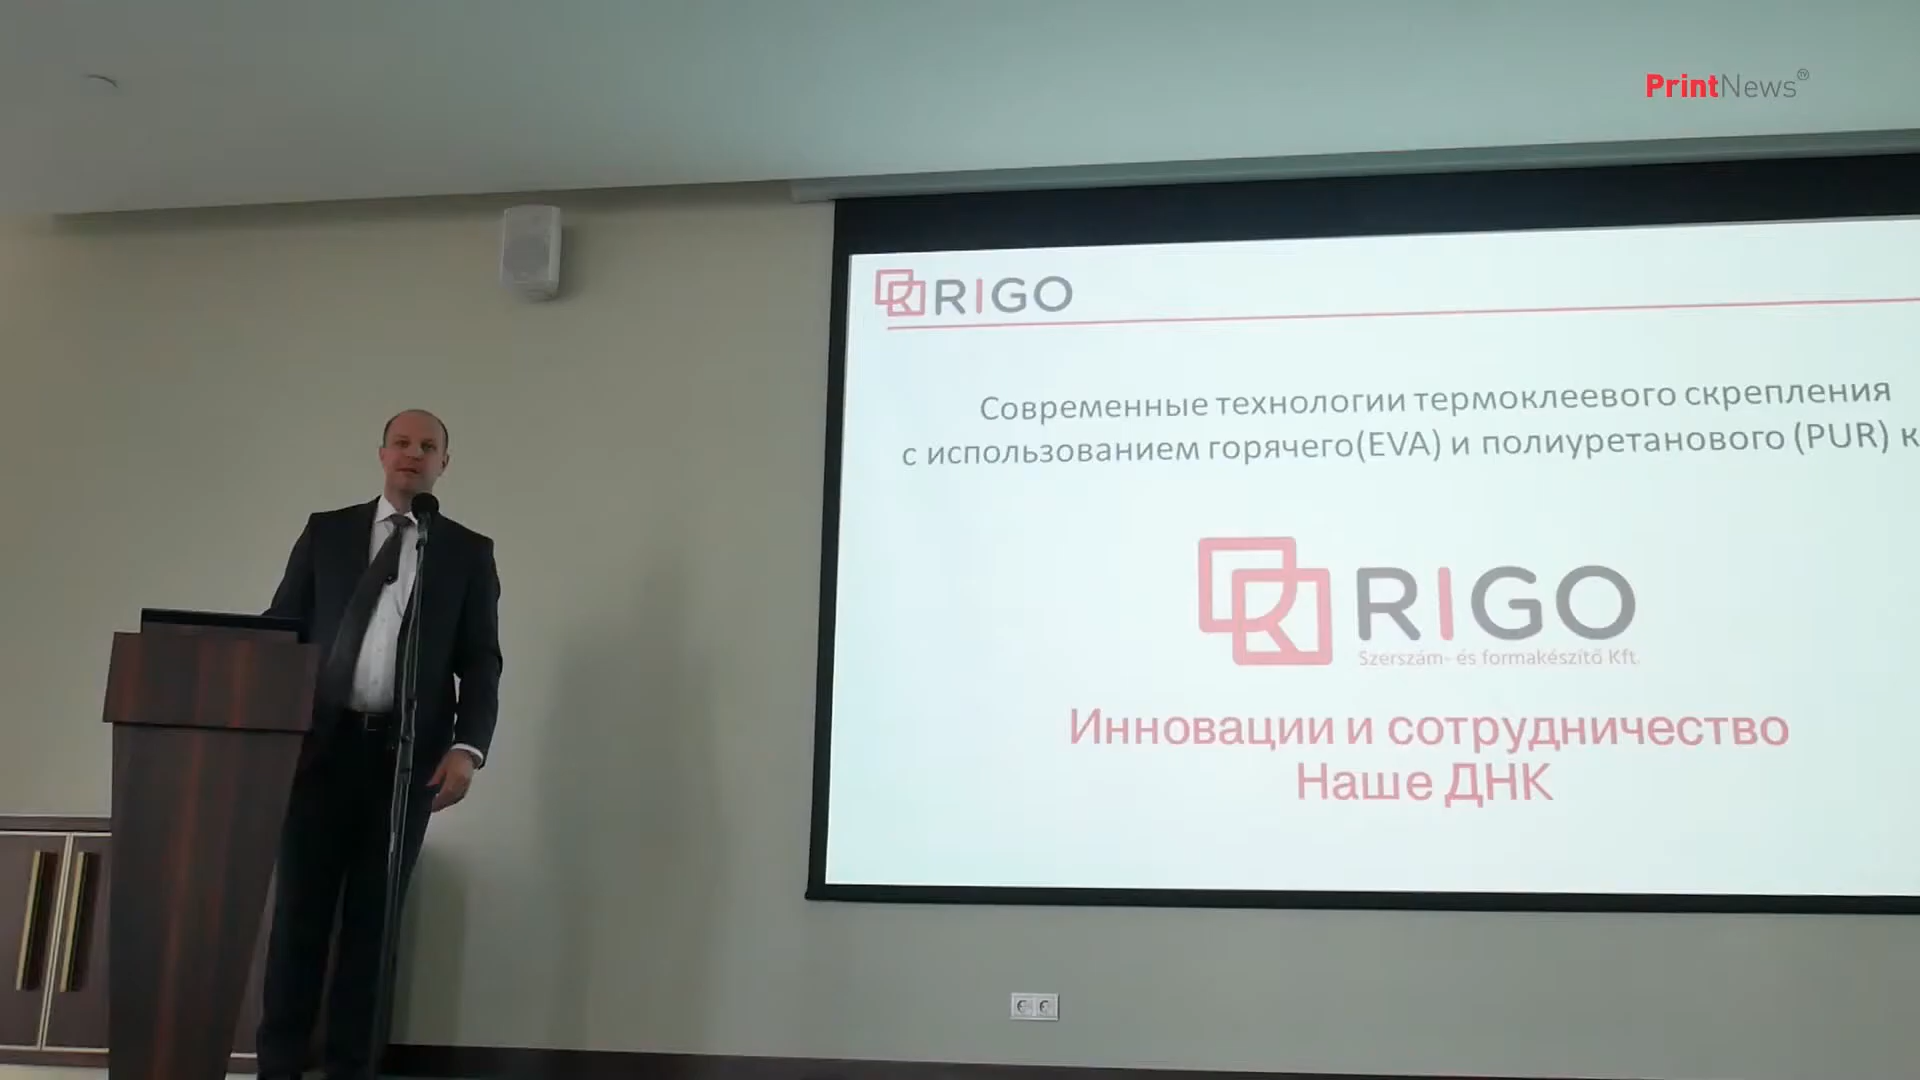 PrintNews TV
RIGO
Современные технологии термоклеевого скрепления
с использованием горячего(EVA) и полиуретанового (PUR)
RIGO
Szerszám- és formakészítő Kft.
Инновации и сотрудничество
Наше ДНК